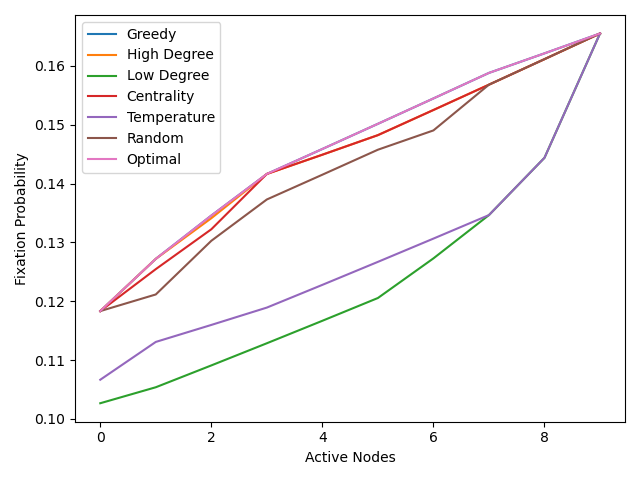 Greedy
High Degree
Low Degree
Centrality
Temperature
Random
Optimal
Fixation Probability
0.16
0.15
0.14
0.13
0.12
0.11
0.10
0 2 4 6 8
Active Nodes